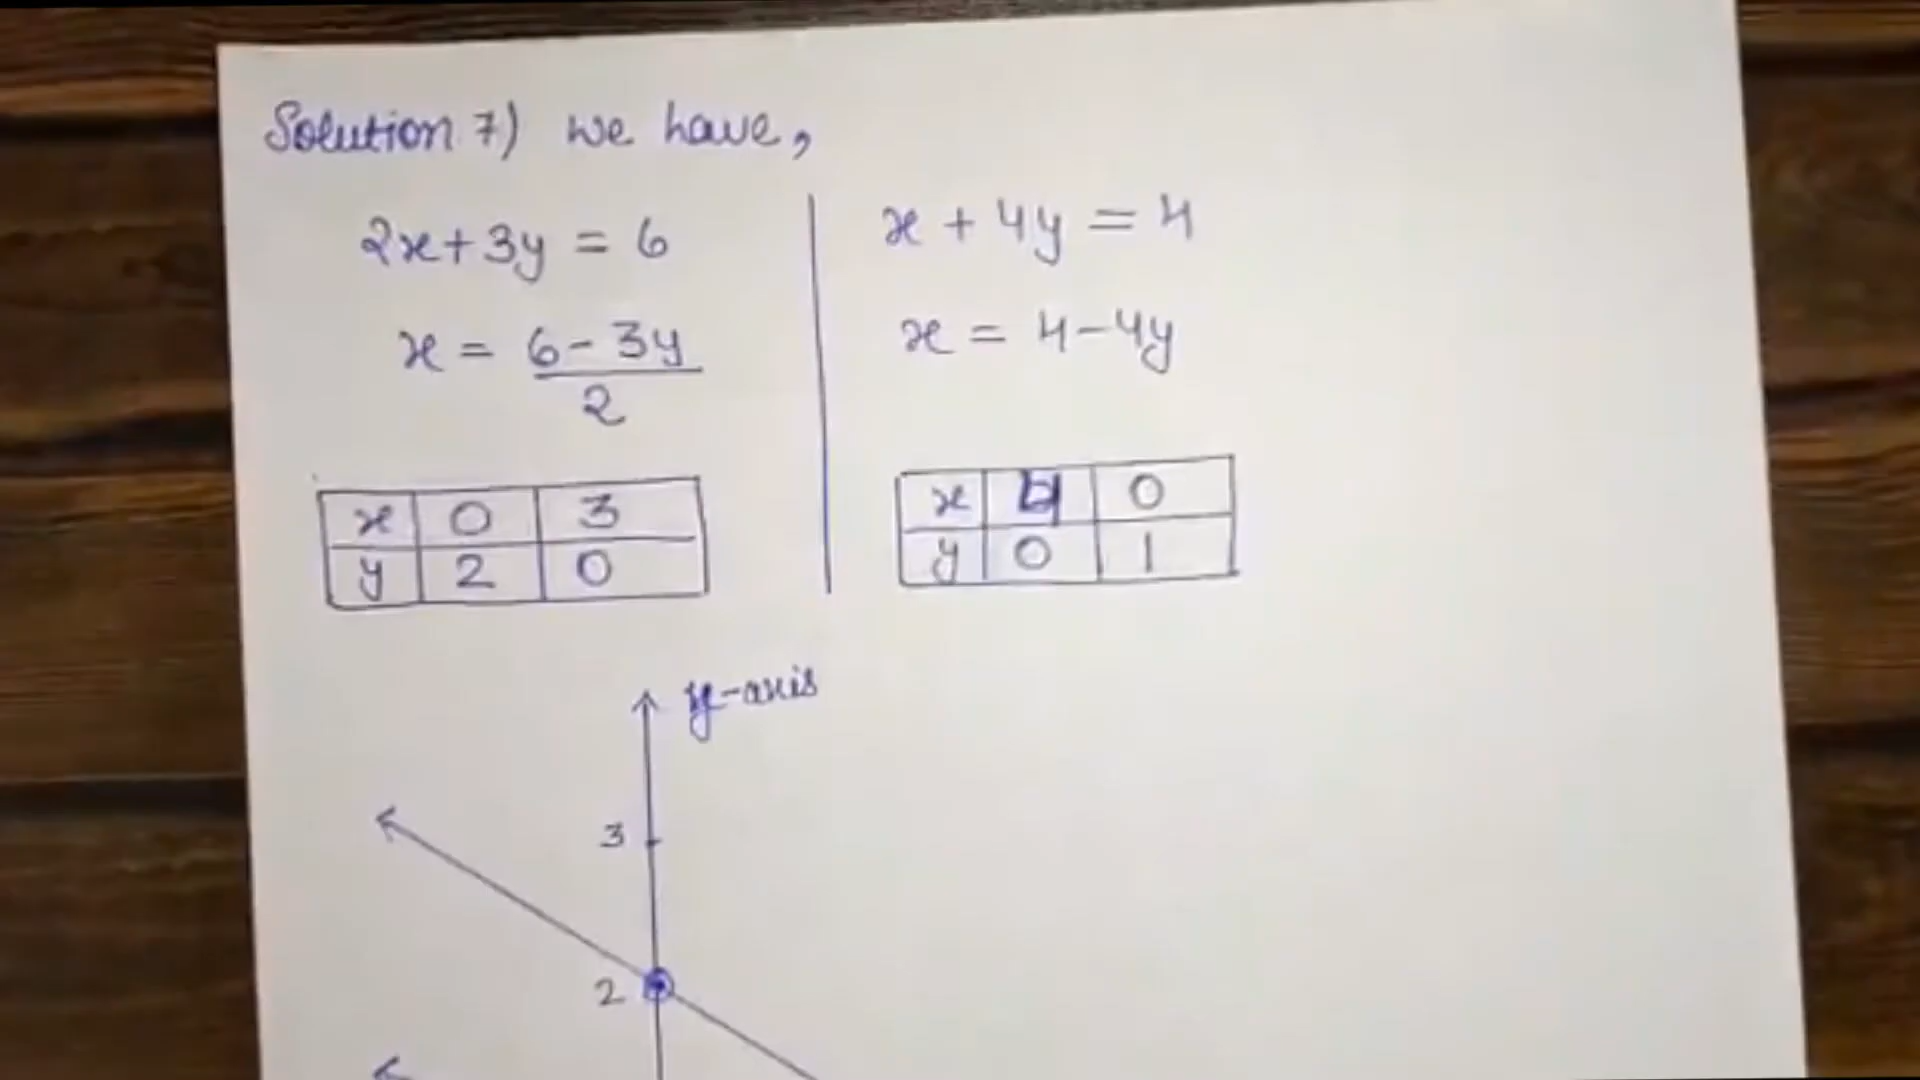 Solution 7) we have,
2x+3y = 6
x = 6-3y
2
x 0 3
y 2 0
x + 4y = 4
x = 4-4y
x 4 0
y 0 1
y-axis
3
2